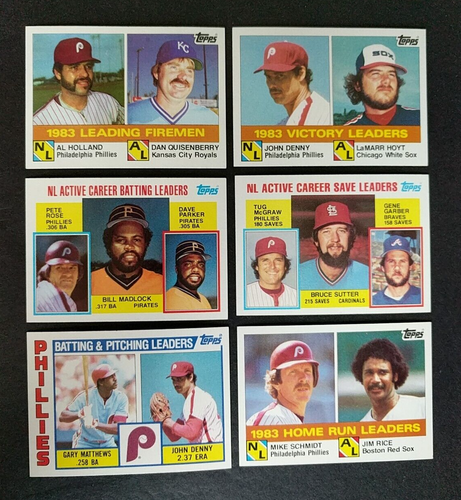 Topps
P
KC
1983 LEADING FIREMEN
NL AL HOLLAND
Philadelphia Phillies
AL DAN QUISENBERRY
Kansas City Royals
Topps
P
SOX
1983 VICTORY LEADERS
NL JOHN DENNY
Philadelphia Phillies
AL LaMARR HOYT
Chicago White Sox
NL ACTIVE CAREER BATTING LEADERS
Topps
PETE
ROSE
PHILLIES
.306 BA
DAVE
PARKER
PIRATES
.305 BA
P
P
P
BILL MADLOCK
.317 BA PIRATES
NL ACTIVE CAREER SAVE LEADERS
Topps
TUG
McGRAW
PHILLIES
180 SAVES
GENE
GARBER
BRAVES
158 SAVES
P
A
BRUCE SUTTER
215 SAVES CARDINALS
BATTING & PITCHING LEADERS
Topps
PHILLIES
GARY MATTHEWS
.258 BA
P
JOHN DENNY
2.37 ERA
Topps
P
1983 HOME RUN LEADERS
NL MIKE SCHMIDT
Philadelphia Phillies
AL JIM RICE
Boston Red Sox